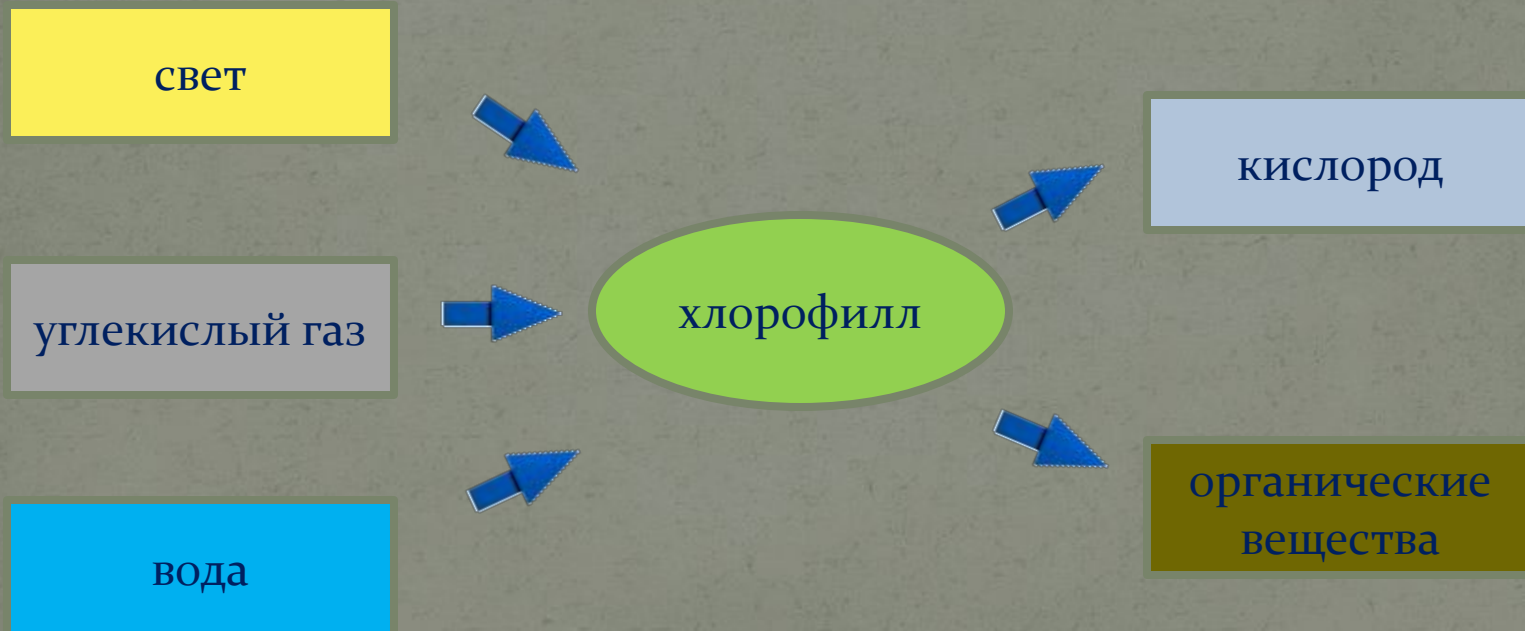 свет
углекислый газ
вода
хлорофилл
кислород
органические
вещества